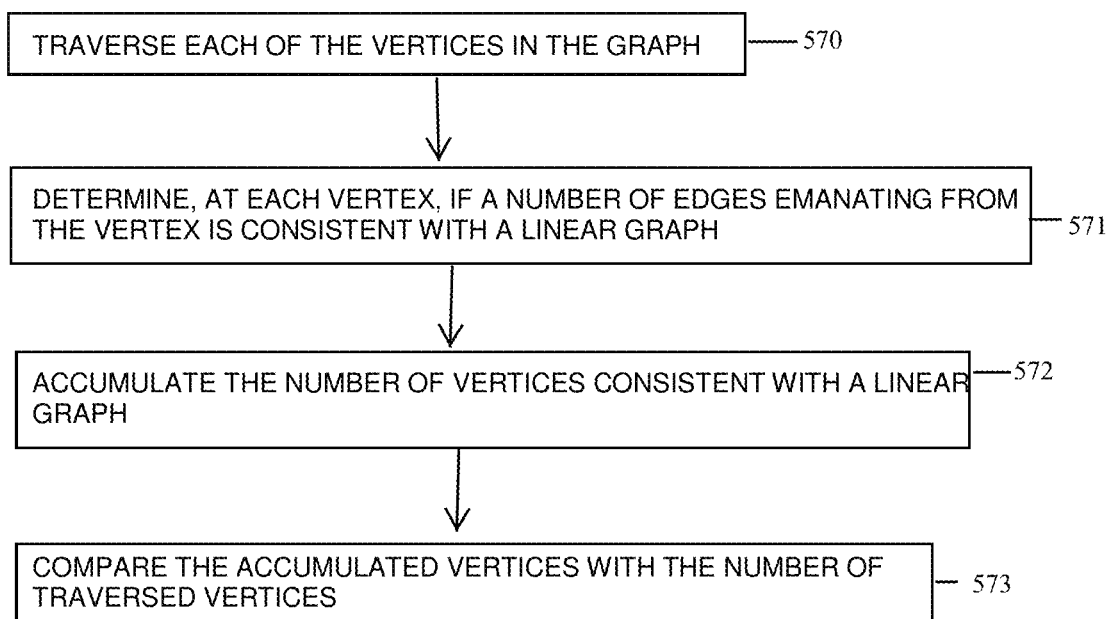 TRAVERSE EACH OF THE VERTICES IN THE GRAPH
570
DETERMINE, AT EACH VERTEX, IF A NUMBER OF EDGES EMANATING FROM
THE VERTEX IS CONSISTENT WITH A LINEAR GRAPH
571
ACCUMULATE THE NUMBER OF VERTICES CONSISTENT WITH A LINEAR
GRAPH
572
COMPARE THE ACCUMULATED VERTICES WITH THE NUMBER OF
TRAVERSED VERTICES
573